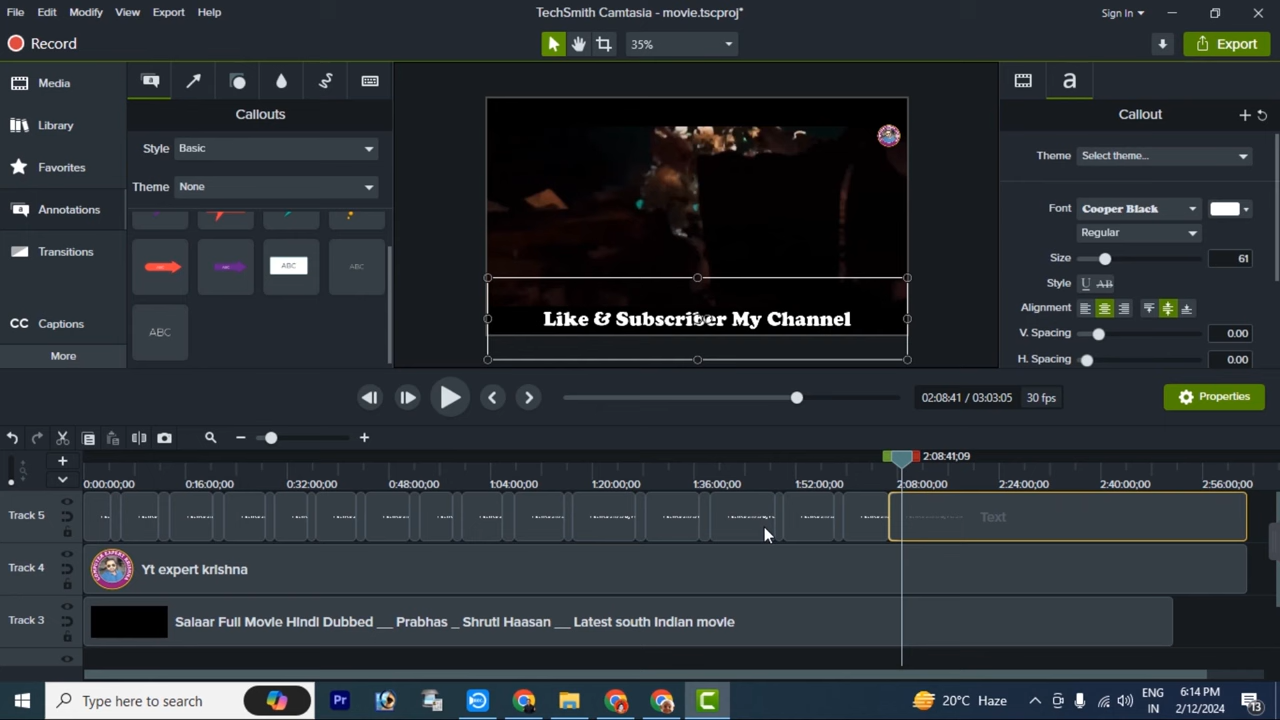 File Edit Modify View Export Help
TechSmith Camtasia - movie.tscproj*
Sign In
Record
35%
Export
Media
Library
Favorites
Annotations
Transitions
CC Captions
More
Callouts
Style Basic
Theme None
ABC
ABC
ABC
Like & Subscriber My Channel
a
Callout
Theme Select theme...
Font Cooper Black
Regular
Size 61
Style U AB
Alignment
V. Spacing 0.00
H. Spacing 0.00
02:08:41 / 03:03:05 30 fps
Properties
2:08:41;09
0:00:00;00 0:16:00;00 0:32:00;00 0:48:00;00 1:04:00;00 1:20:00;00 1:36:00;00 1:52:00;00 2:08:00;00 2:24:00;00 2:40:00;00 2:56:00;00
Track 5
Text
Track 4
Yt expert krishna
Track 3
Salaar Full Movie Hindi Dubbed __ Prabhas _ Shruti Haasan __ Latest south indian movie
Type here to search
Pr
20°C Haze
ENG
IN
6:14 PM
2/12/2024
13